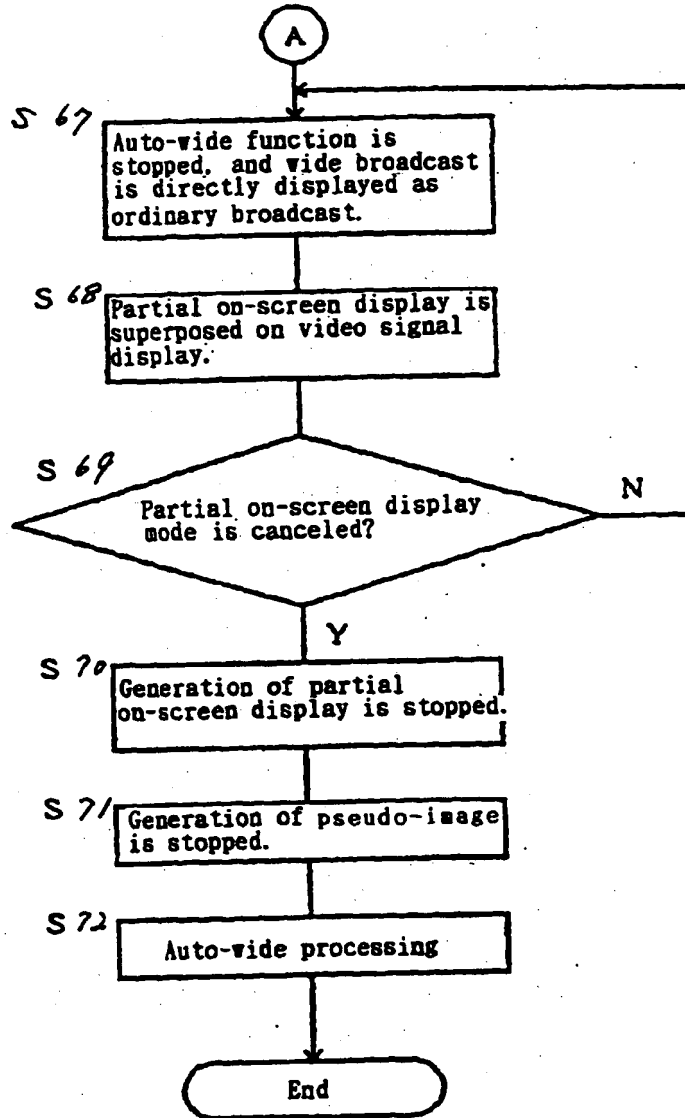 A
S 67
Auto-wide function is
stopped, and wide broadcast
is directly displayed as
ordinary broadcast.
S 68
Partial on-screen display is
superposed on video signal
display.
S 69
Partial on-screen display
mode is canceled?
N
Y
S 70
Generation of partial
on-screen display is stopped.
S 71
Generation of pseudo-image
is stopped.
S 72
Auto-wide processing
End